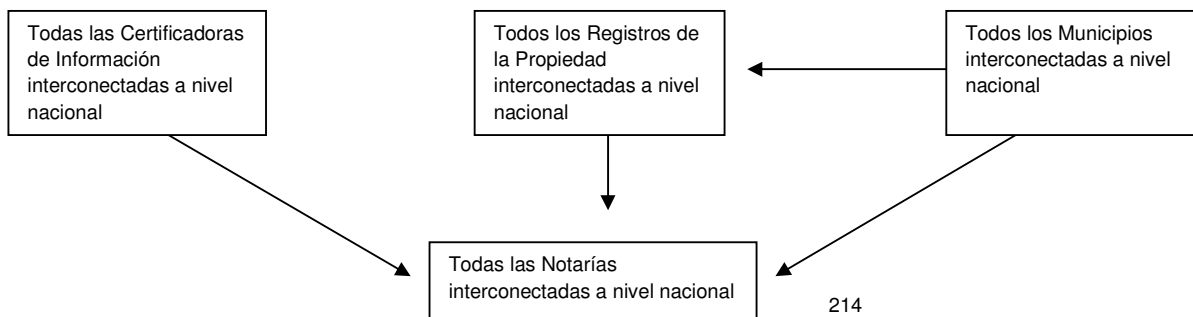 Todas las Certificadoras
de Información
interconectadas a nivel
nacional
Todos los Registros de
la Propiedad
interconectadas a nivel
nacional
Todos los Municipios
interconectadas a nivel
nacional
Todas las Notarías
interconectadas a nivel nacional
214